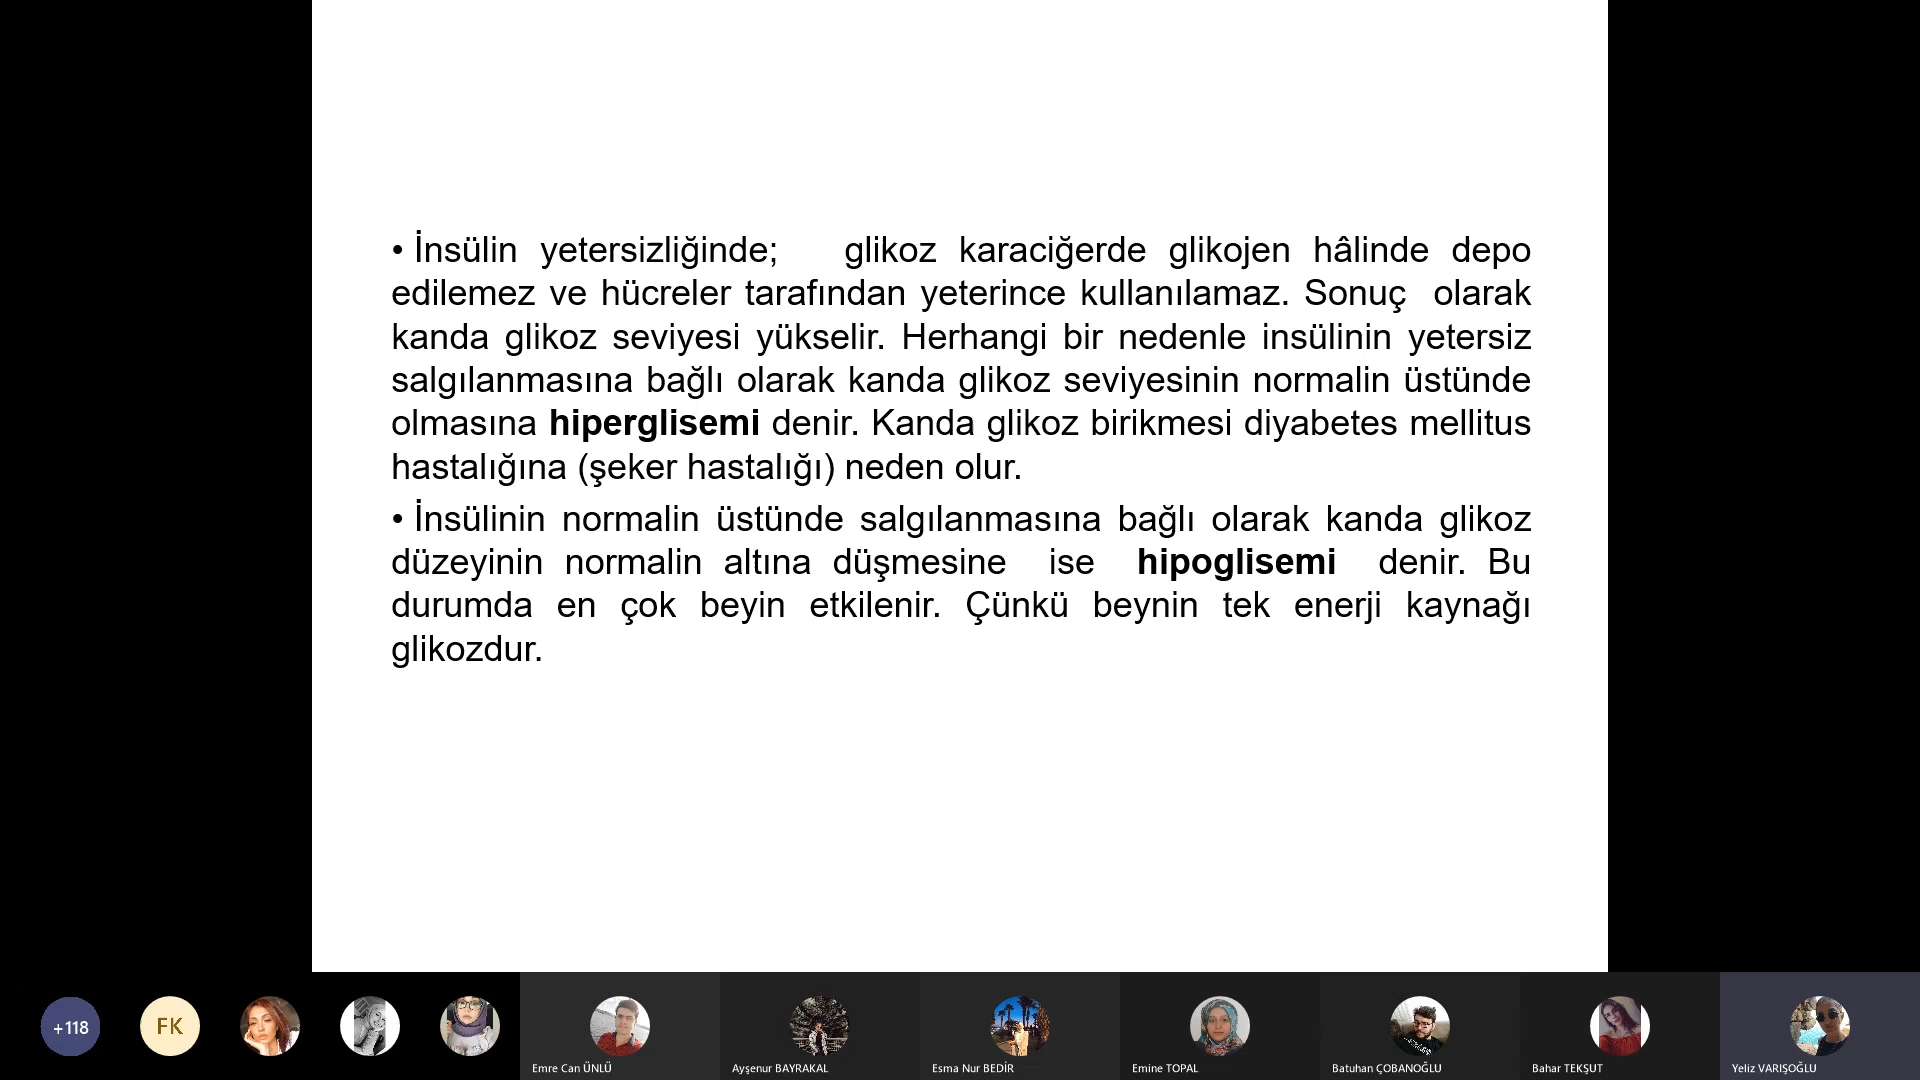 • İnsülin yetersizliğinde; glikoz karaciğerde glikojen hâlinde depo
edilemez ve hücreler tarafından yeterince kullanılamaz. Sonuç olarak
kanda glikoz seviyesi yükselir. Herhangi bir nedenle insülinin yetersiz
salgılanmasına bağlı olarak kanda glikoz seviyesinin normalin üstünde
olmasına hiperglisemi denir. Kanda glikoz birikmesi diyabetes mellitus
hastalığına (şeker hastalığı) neden olur.
• İnsülinin normalin üstünde salgılanmasına bağlı olarak kanda glikoz
düzeyinin normalin altına düşmesine ise hipoglisemi denir. Bu
durumda en çok beyin etkilenir. Çünkü beynin tek enerji kaynağı
glikozdur.
+118
FK
Emre Can ÜNLÜ
Ayşenur BAYRAKAL
Esma Nur BEDİR
Emine TOPAL
Batuhan ÇOBANOĞLU
Bahar TEKŞUT
Yeliz VARIŞOĞLU